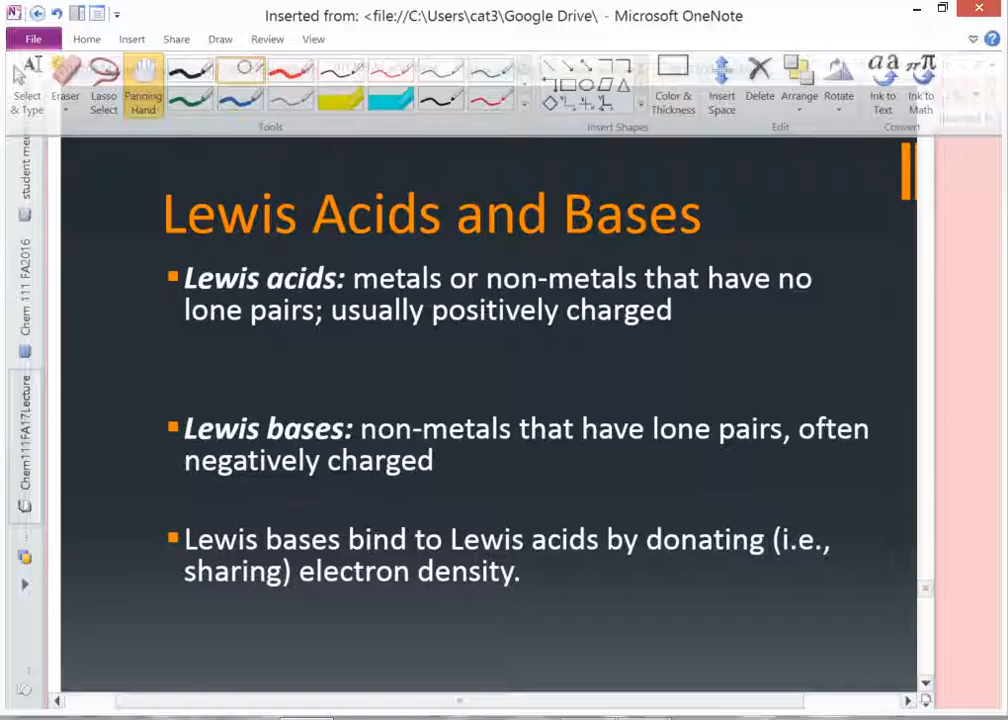 Inserted from: <file://C:\Users\cat3\Google Drive\ - Microsoft OneNote
File Home Insert Share Draw Review View
Select & Type
Eraser
Lasso Select
Panning Hand
Color & Thickness
Insert Space
Delete
Arrange
Rotate
Ink to Text
Ink to Math
Tools Insert Shapes Edit Convert
student mee
Chem 111 FA2016
Chem111FA17Lecture
Lewis Acids and Bases
Lewis acids: metals or non-metals that have no
lone pairs; usually positively charged
Lewis bases: non-metals that have lone pairs, often
negatively charged
Lewis bases bind to Lewis acids by donating (i.e.,
sharing) electron density.